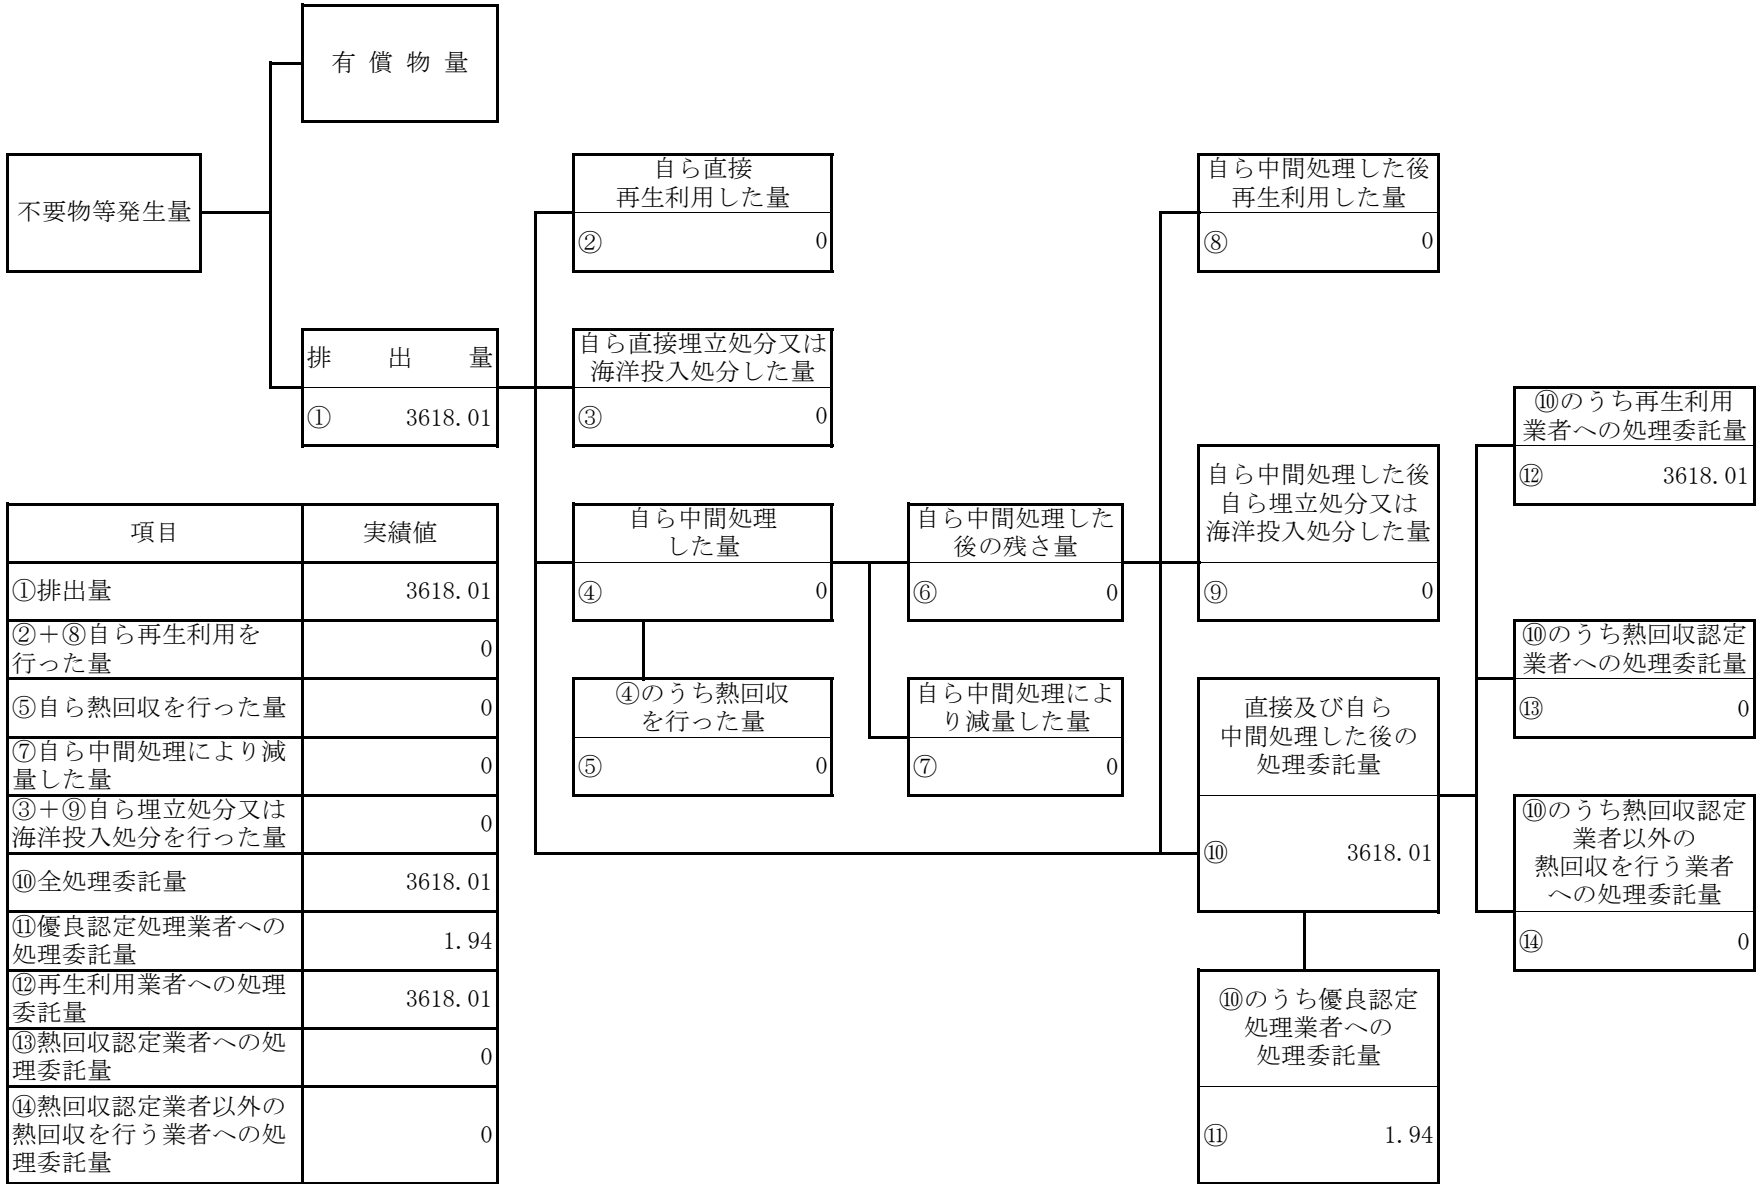 有償物量
不要物等発生量
自ら直接
再生利用した量
② 0
自ら中間処理した後
再生利用した量
⑧ 0
排出量
① 3618.01
自ら直接埋立処分又は
海洋投入処分した量
③ 0
⑩のうち再生利用
業者への処理委託量
⑫ 3618.01
自ら中間処理した後
自ら埋立処分又は
海洋投入処分した量
⑨ 0
自ら中間処理
した量
④ 0
自ら中間処理した
後の残さ量
⑥ 0
⑩のうち熱回収認定
業者への処理委託量
⑬ 0
④のうち熱回収
を行った量
⑤ 0
自ら中間処理によ
り減量した量
⑦ 0
直接及び自ら
中間処理した後の
処理委託量
⑩ 3618.01
⑩のうち熱回収認定
業者以外の
熱回収を行う業者
への処理委託量
⑭ 0
⑩のうち優良認定
処理業者への
処理委託量
⑪ 1.94
項目 実績値
①排出量 3618.01
②＋⑧自ら再生利用を
行った量 0
⑤自ら熱回収を行った量 0
⑦自ら中間処理により減
量した量 0
③＋⑨自ら埋立処分又は
海洋投入処分を行った量 0
⑩全処理委託量 3618.01
⑪優良認定処理業者への
処理委託量 1.94
⑫再生利用業者への処理
委託量 3618.01
⑬熱回収認定業者への処
理委託量 0
⑭熱回収認定業者以外の
熱回収を行う業者への処
理委託量 0